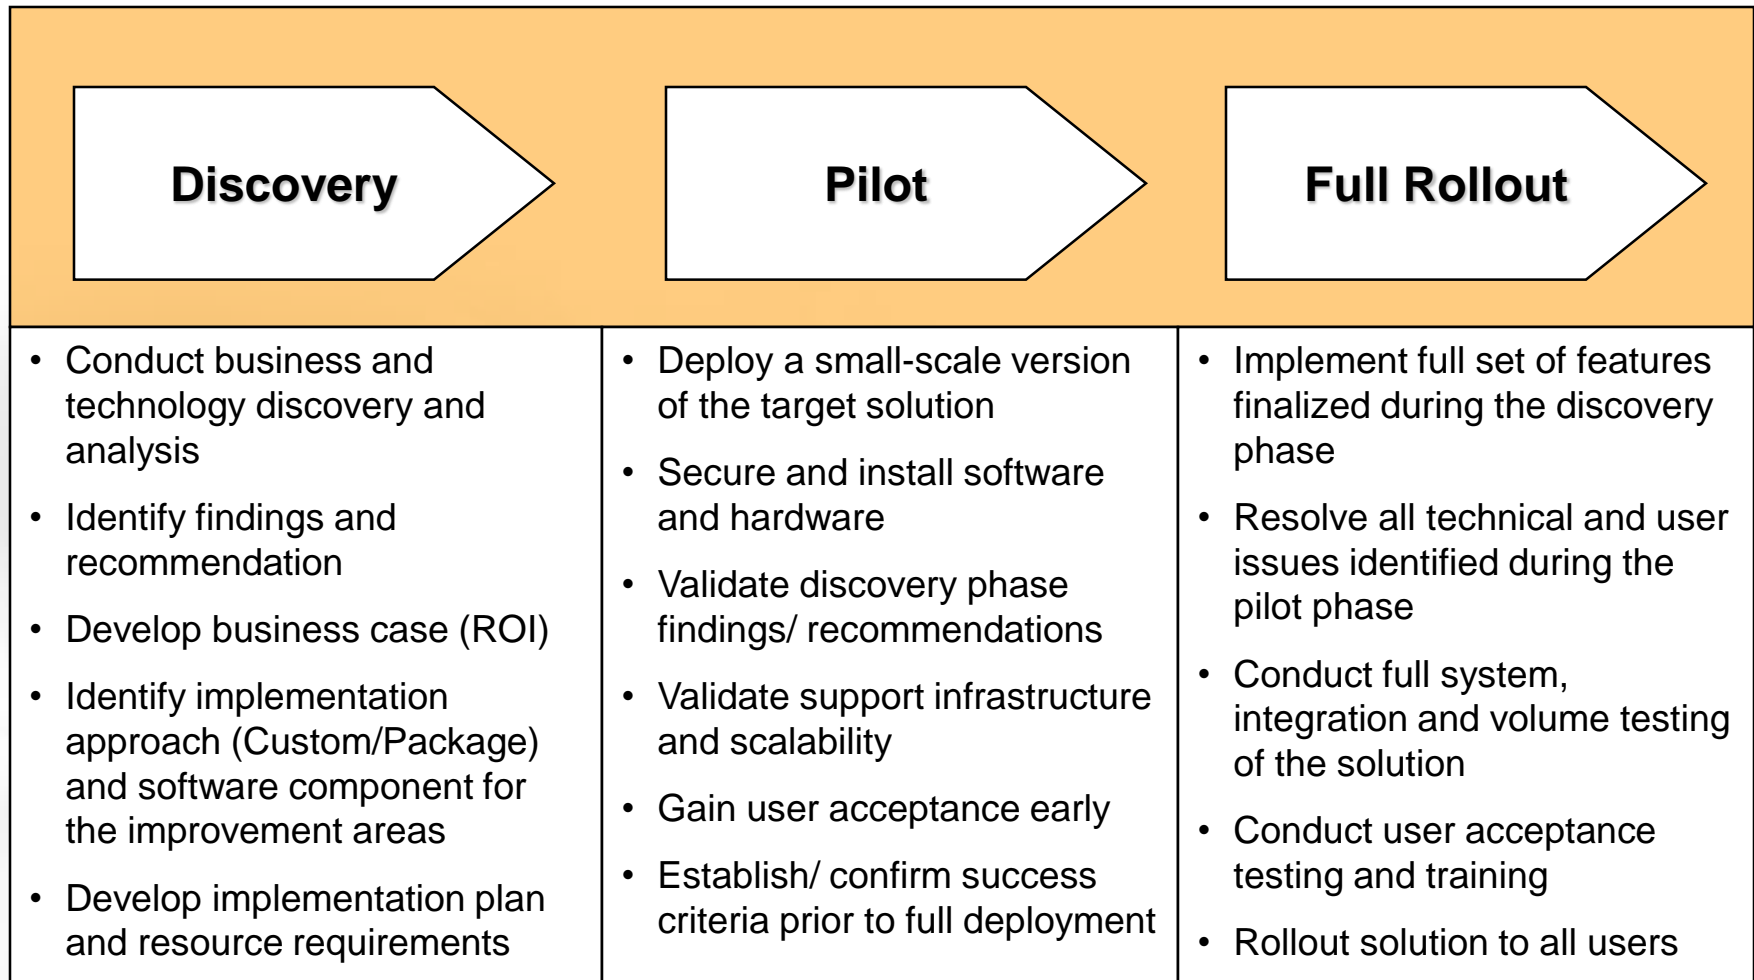 Discovery
Pilot
Full Rollout
• Conduct business and
technology discovery and
analysis
• Identify findings and
recommendation
• Develop business case (ROI)
• Identify implementation
approach (Custom/Package)
and software component for
the improvement areas
• Develop implementation plan
and resource requirements
• Deploy a small-scale version
of the target solution
• Secure and install software
and hardware
• Validate discovery phase
findings/ recommendations
• Validate support infrastructure
and scalability
• Gain user acceptance early
• Establish/ confirm success
criteria prior to full deployment
• Implement full set of features
finalized during the discovery
phase
• Resolve all technical and user
issues identified during the
pilot phase
• Conduct full system,
integration and volume testing
of the solution
• Conduct user acceptance
testing and training
• Rollout solution to all users